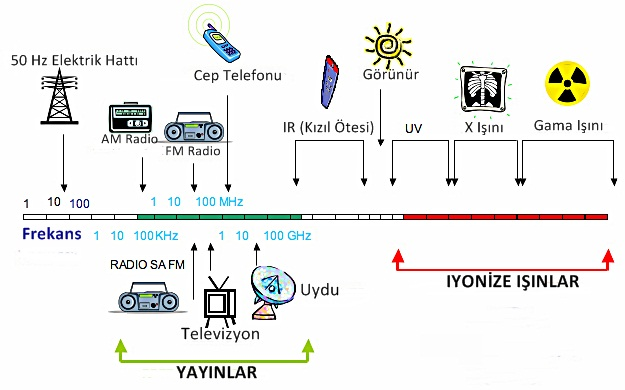 50 Hz Elektrik Hattı
Cep Telefonu
Görünür
AM Radio
FM Radio
IR (Kızıl Ötesi)
UV
X Işını
Gama Işını
1 10 100
1 10 100 MHz
Frekans
1 10 100 KHz
1 10 100 GHz
RADIO SA FM
Uydu
Televizyon
IYONİZE IŞINLAR
YAYINLAR